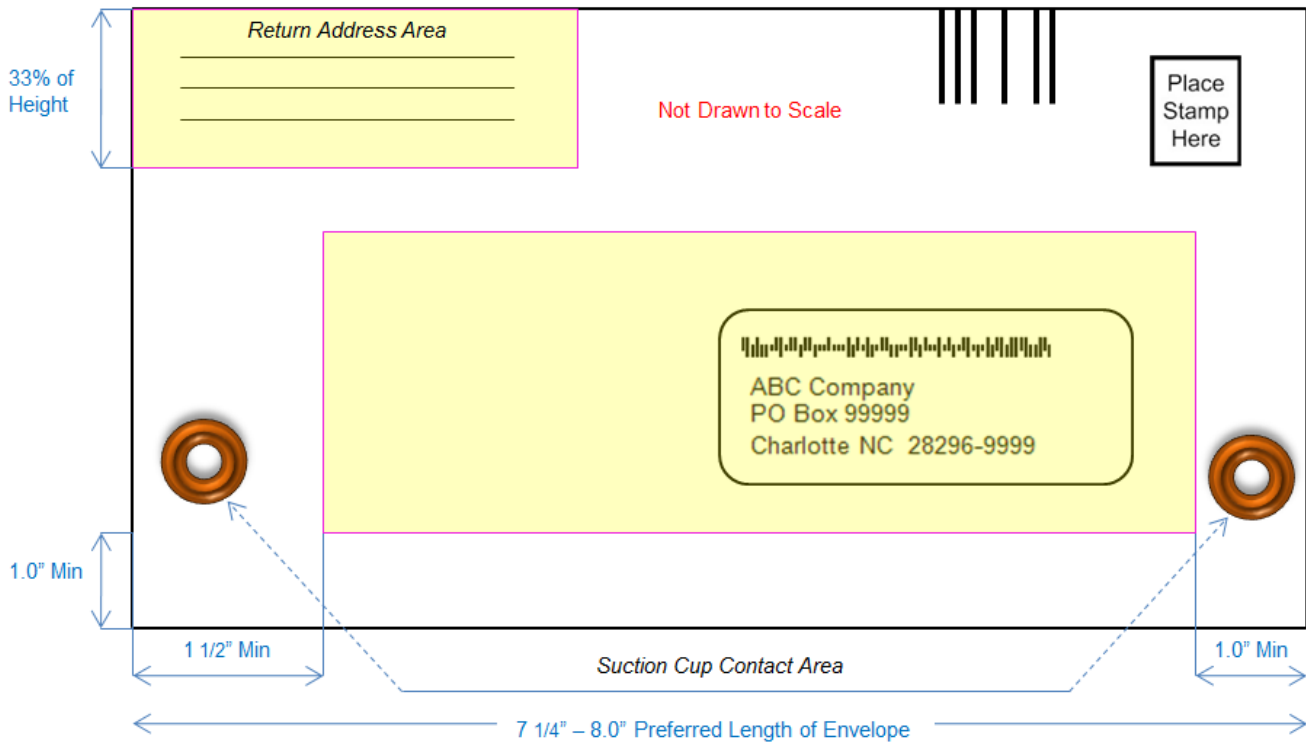 Return Address Area
33% of
Height
Not Drawn to Scale
Place
Stamp
Here
ABC Company
PO Box 99999
Charlotte NC 28296-9999
1.0” Min
1 1/2” Min
Suction Cup Contact Area
1.0” Min
7 1/4” – 8.0” Preferred Length of Envelope